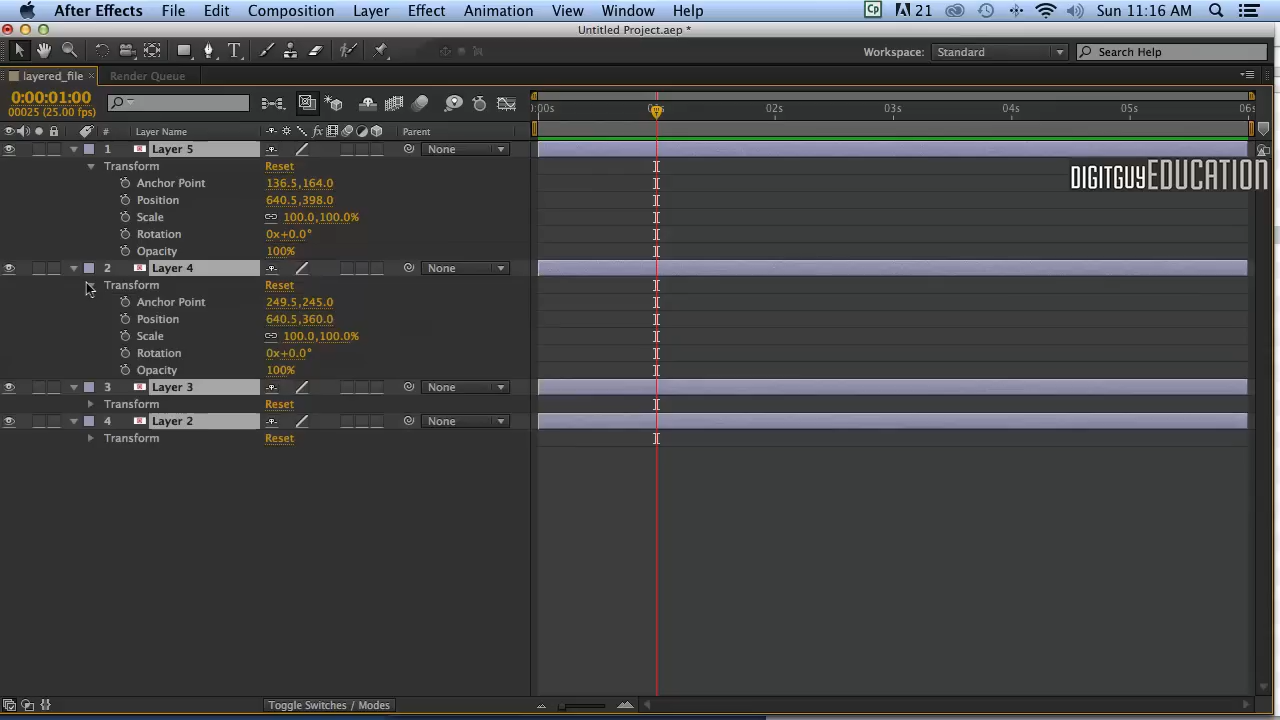 After Effects File Edit Composition Layer Effect Animation View Window Help 21 Sun 11:16 AM
Untitled Project.aep *
Workspace: Standard Search Help
layered_file Render Queue
0:00:01:00
00025 (25.00 fps)
02s 03s 04s 05s
# Layer Name Parent
1 Layer 5 None
Transform Reset
Anchor Point 136.5,164.0
Position 640.5,398.0
Scale 100.0,100.0%
Rotation 0x+0.0°
Opacity 100%
DIGITGUYEDUCATION
2 Layer 4 None
Transform Reset
Anchor Point 249.5,245.0
Position 640.5,360.0
Scale 100.0,100.0%
Rotation 0x+0.0°
Opacity 100%
3 Layer 3 None
Transform Reset
4 Layer 2 None
Transform Reset
Toggle Switches / Modes